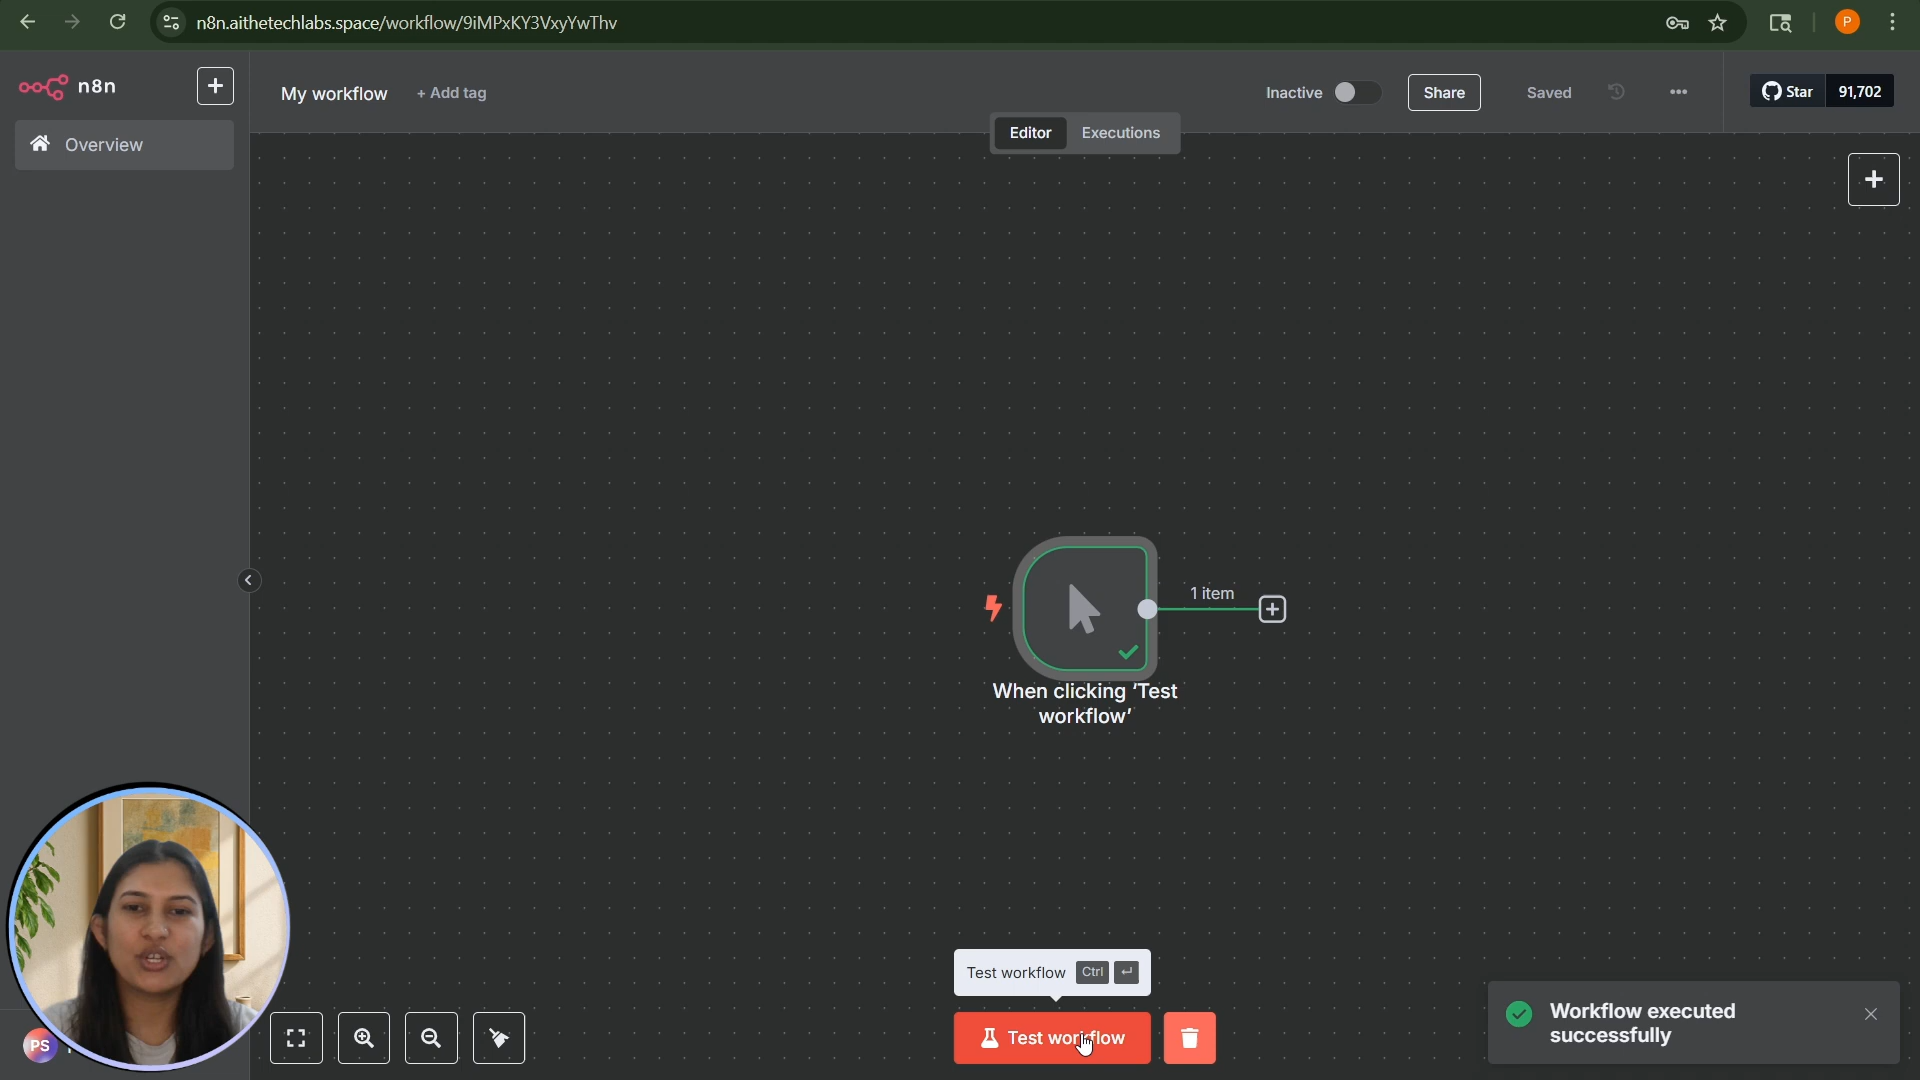 n8n.aithetechlabs.space/workflow/9iMPxKY3VxyYwThv
P
n8n
My workflow
+ Add tag
Inactive
Share
Saved
Star
91,702
Editor
Executions
Overview
1 item
When clicking 'Test
workflow'
Test workflow Ctrl
Test workflow
Workflow executed
successfully
PS